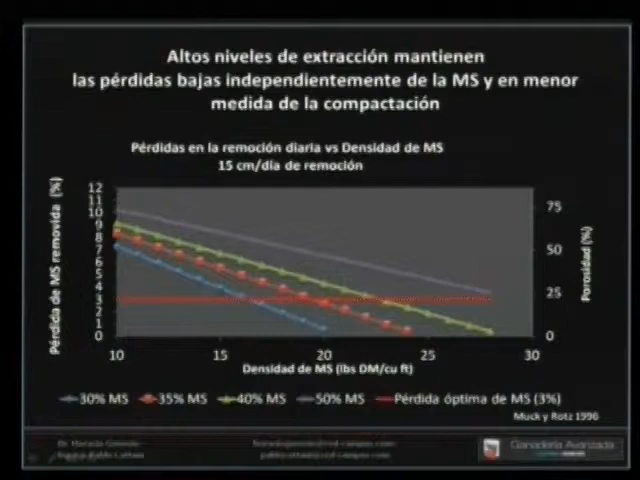 Altos niveles de extracción mantienen
las pérdidas bajas independientemente de la MS y en menor
medida de la compactación
Pérdidas en la remoción diaria vs Densidad de MS
15 cm/día de remoción
Pérdida de MS removida (%)
12
11
10
9
8
7
6
5
4
3
2
1
0
75
50
25
0
Porosidad (%)
10 15 20 25 30
Densidad de MS (lbs DM/cu ft)
30% MS 35% MS 40% MS 50% MS Pérdida óptima de MS (3%)
Muck y Rotz 1996
Ganadería Avanzada